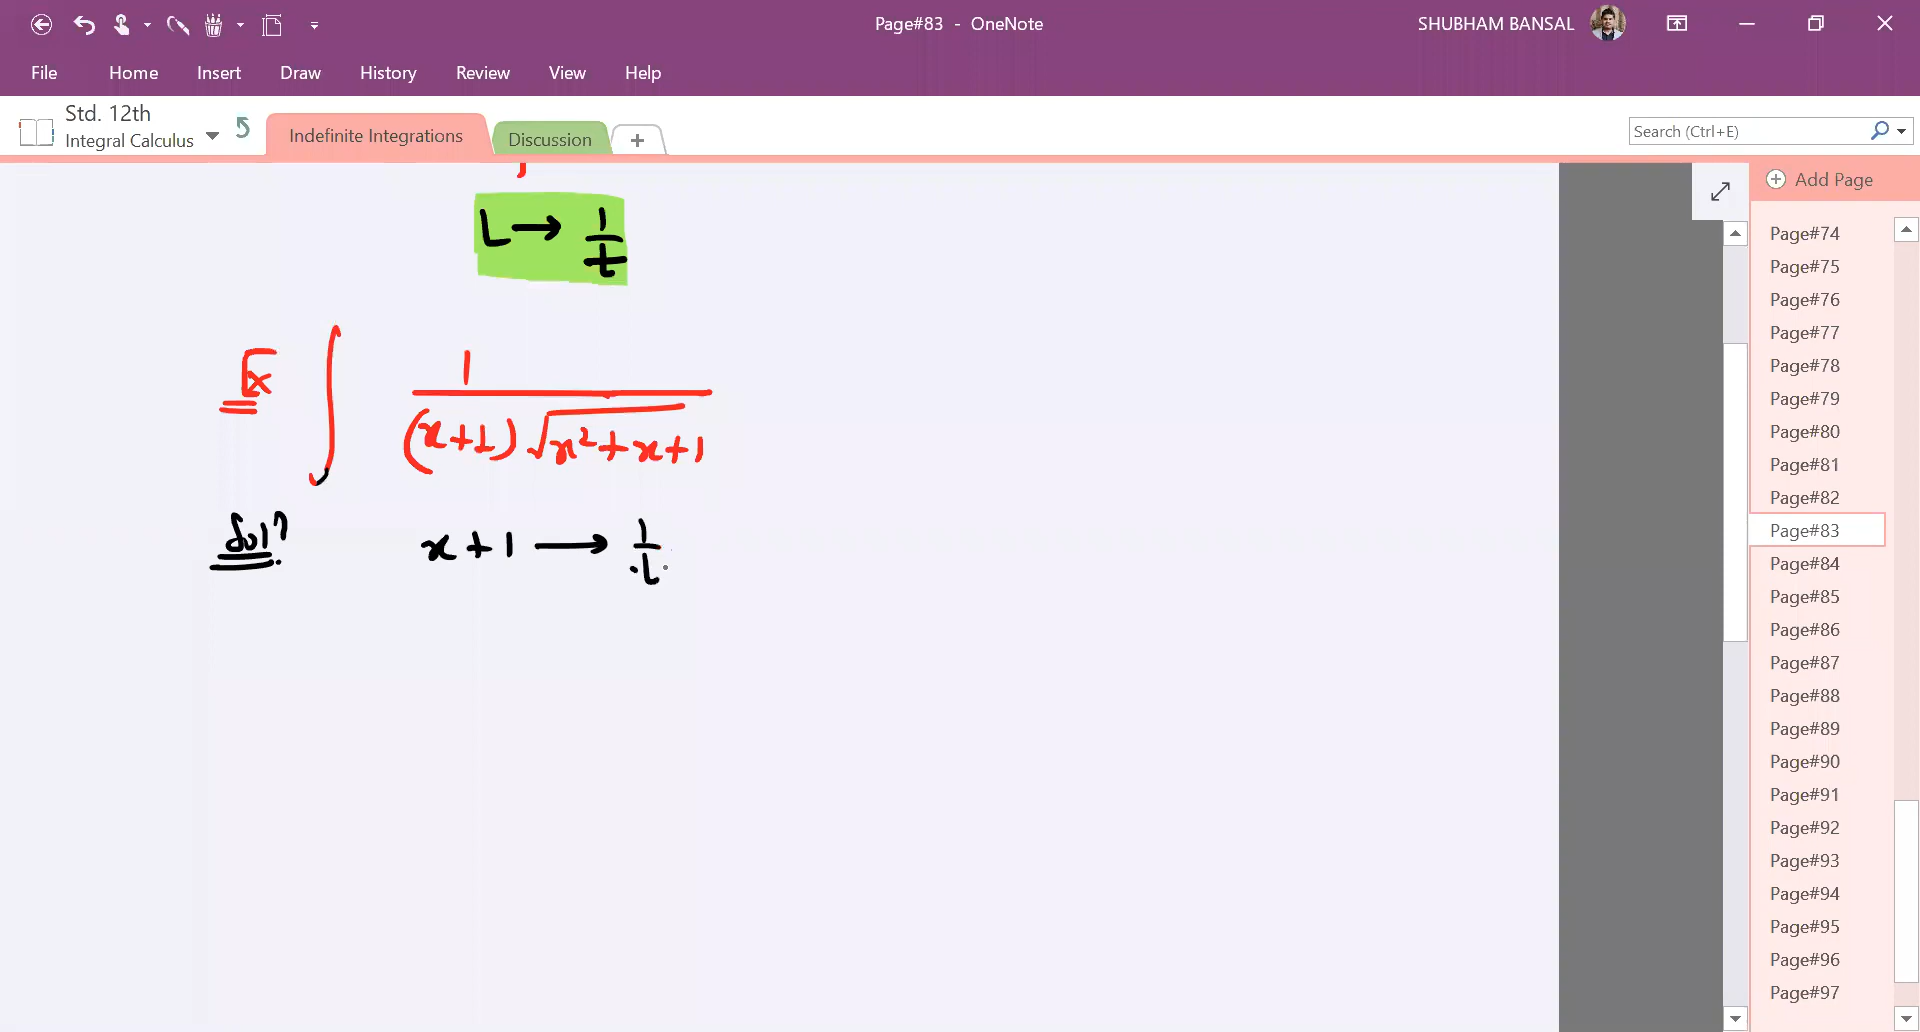 Page#83 - OneNote
SHUBHAM BANSAL
File Home Insert Draw History Review View Help
Std. 12th
Integral Calculus
Indefinite Integrations
Discussion
+
Search (Ctrl+E)
Add Page
L → 1/t
Ex ∫ 1/((x+1)√(x²+x+1))
Solⁿ x+1 → 1/t
Page#74
Page#75
Page#76
Page#77
Page#78
Page#79
Page#80
Page#81
Page#82
Page#83
Page#84
Page#85
Page#86
Page#87
Page#88
Page#89
Page#90
Page#91
Page#92
Page#93
Page#94
Page#95
Page#96
Page#97